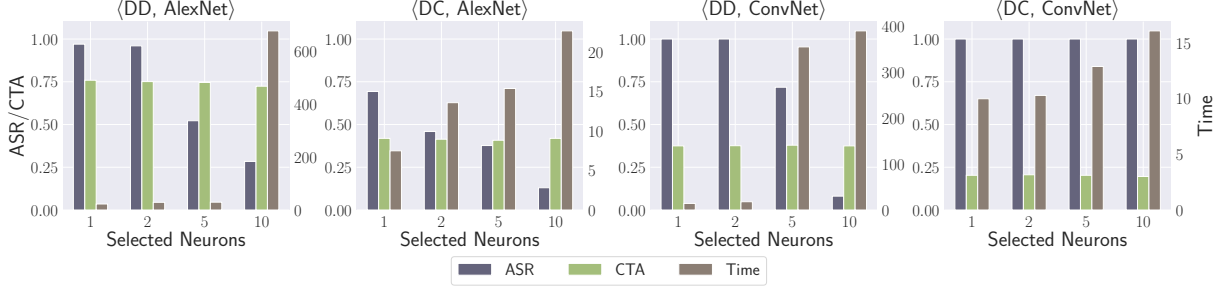 ⟨DD, AlexNet⟩
⟨DC, AlexNet⟩
⟨DD, ConvNet⟩
⟨DC, ConvNet⟩
ASR/CTA
1.00
0.75
0.50
0.25
0.00
600
400
200
0
1 2 5 10
Selected Neurons
1.00
0.75
0.50
0.25
0.00
20
15
10
5
0
1 2 5 10
Selected Neurons
1.00
0.75
0.50
0.25
0.00
400
300
200
100
0
1 2 5 10
Selected Neurons
1.00
0.75
0.50
0.25
0.00
15
10
5
0
1 2 5 10
Selected Neurons
Time
ASR CTA Time